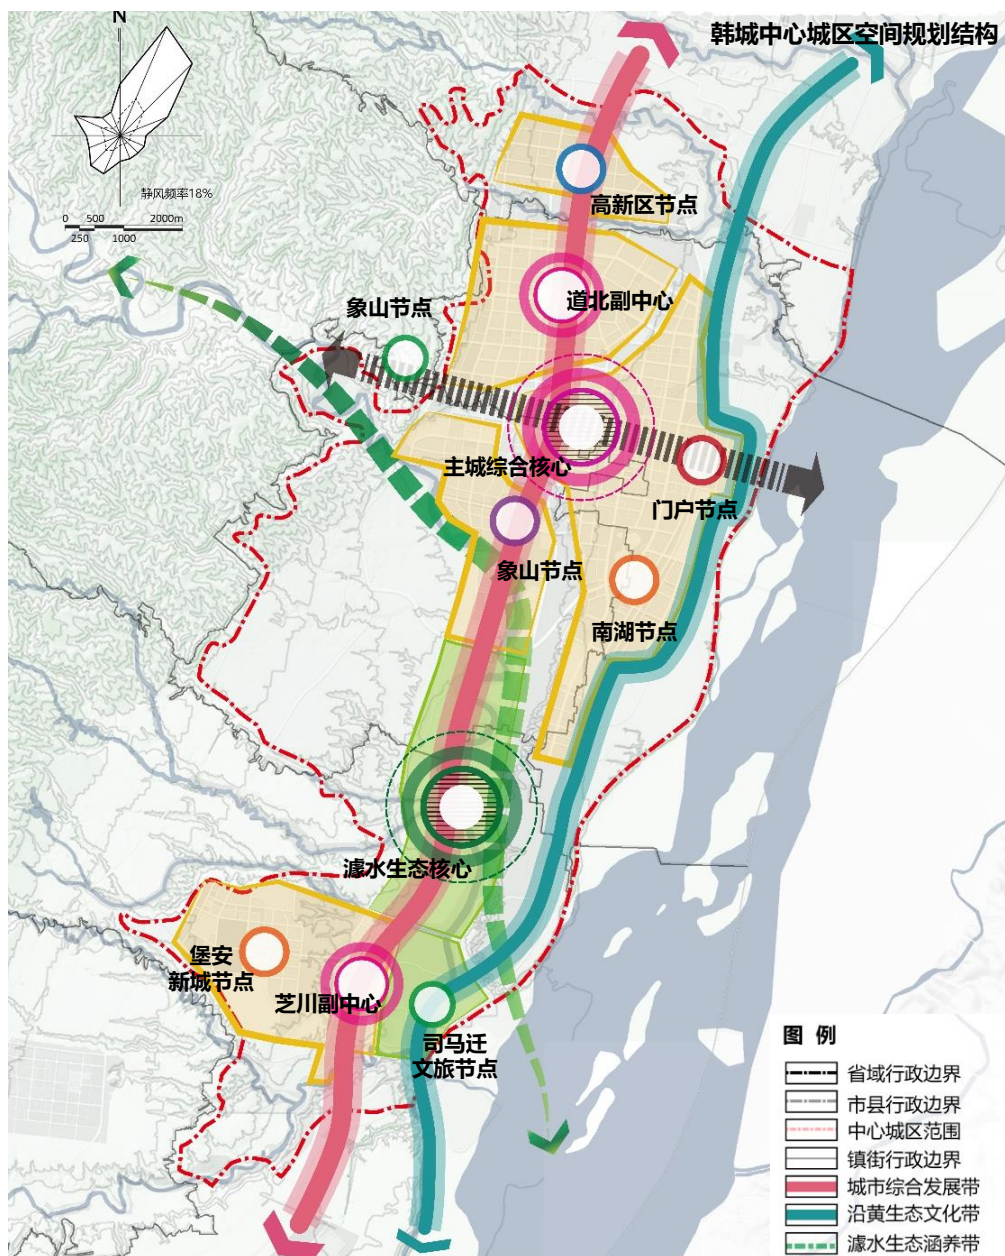 韩城中心城区空间规划结构
N
静风频率18%
0 500 2000m
250 1000
高新区节点
道北副中心
象山节点
主城综合核心
门户节点
象山节点
南湖节点
濠水生态核心
堡安
新城节点
芝川副中心
司马迁
文旅节点
图 例
省域行政边界
市县行政边界
中心城区范围
镇街行政边界
城市综合发展带
沿黄生态文化带
濠水生态涵养带